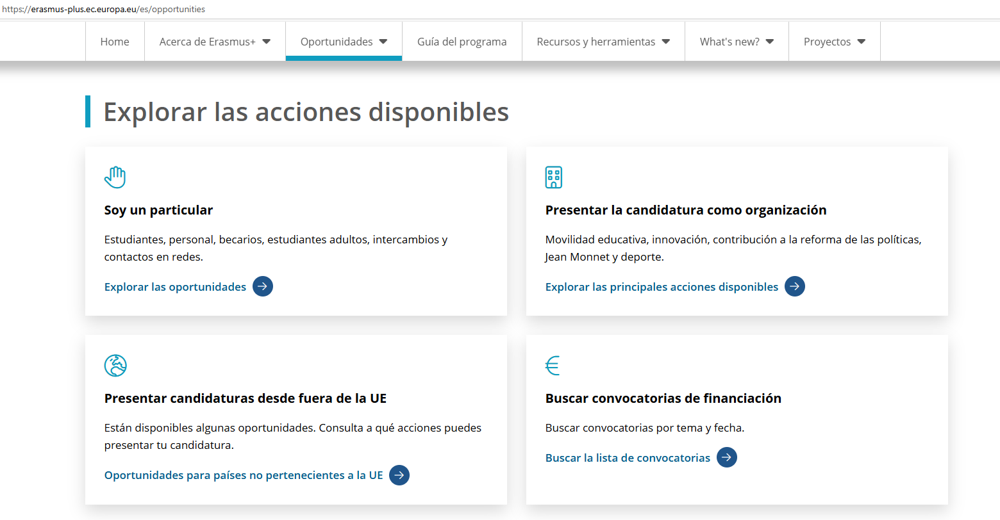 https://erasmus-plus.ec.europa.eu/es/opportunities
Home
Acerca de Erasmus+
Oportunidades
Guía del programa
Recursos y herramientas
What's new?
Proyectos
Explorar las acciones disponibles
Soy un particular
Estudiantes, personal, becarios, estudiantes adultos, intercambios y
contactos en redes.
Explorar las oportunidades
Presentar la candidatura como organización
Movilidad educativa, innovación, contribución a la reforma de las políticas,
Jean Monnet y deporte.
Explorar las principales acciones disponibles
Presentar candidaturas desde fuera de la UE
Están disponibles algunas oportunidades. Consulta a qué acciones puedes
presentar tu candidatura.
Oportunidades para países no pertenecientes a la UE
Buscar convocatorias de financiación
Buscar convocatorias por tema y fecha.
Buscar la lista de convocatorias